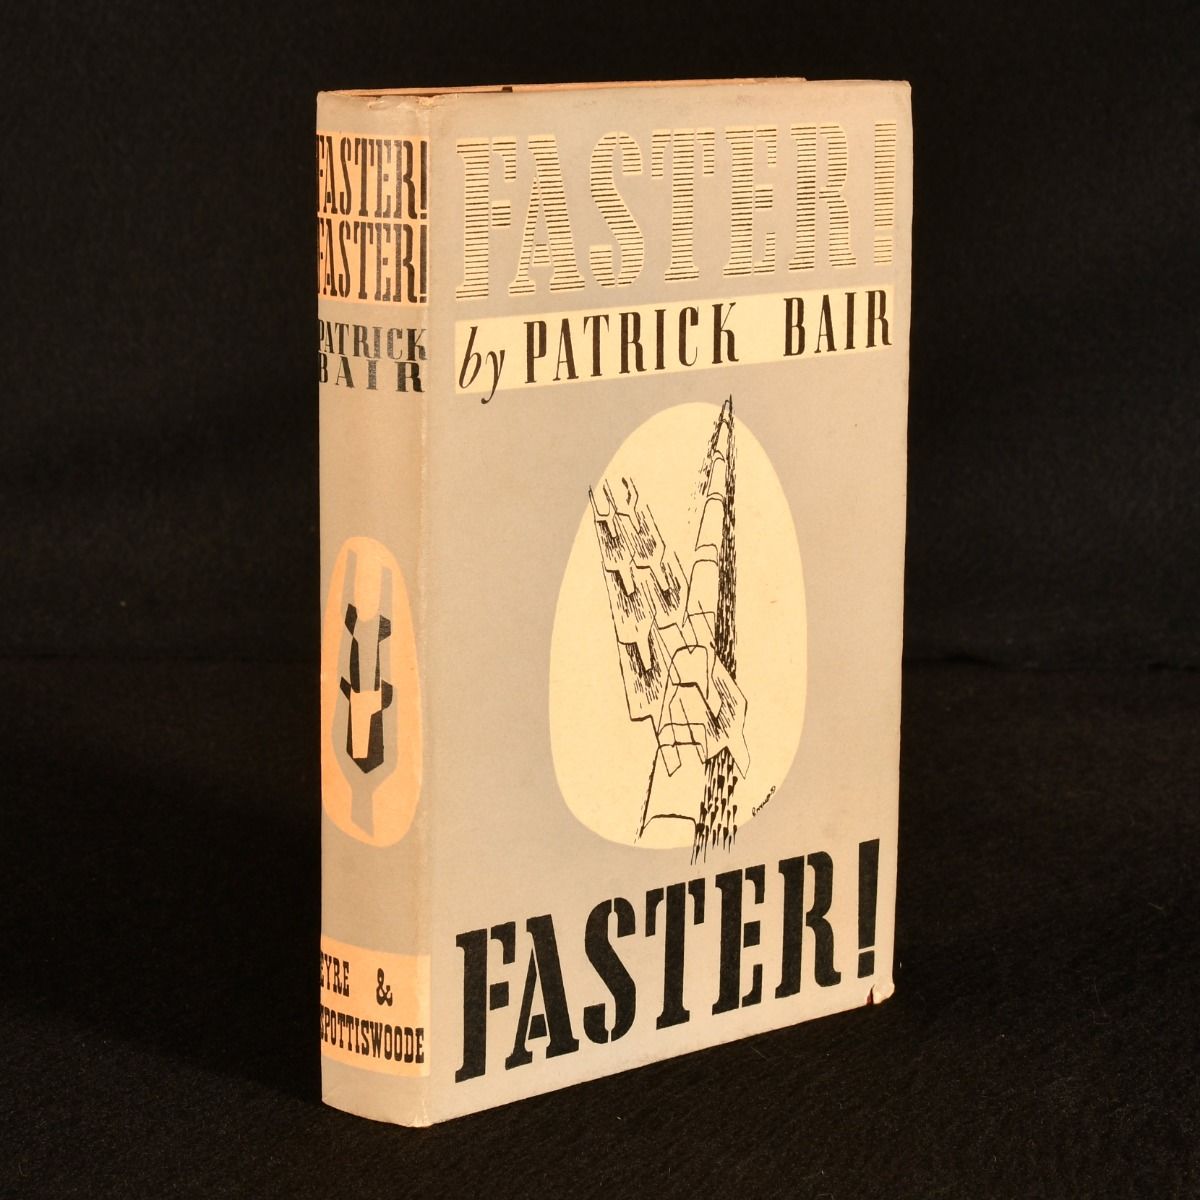 FASTER!
FASTER!
PATRICK
BAIR
EYRE &
SPOTTISWOODE
FASTER!
by PATRICK BAIR
FASTER!